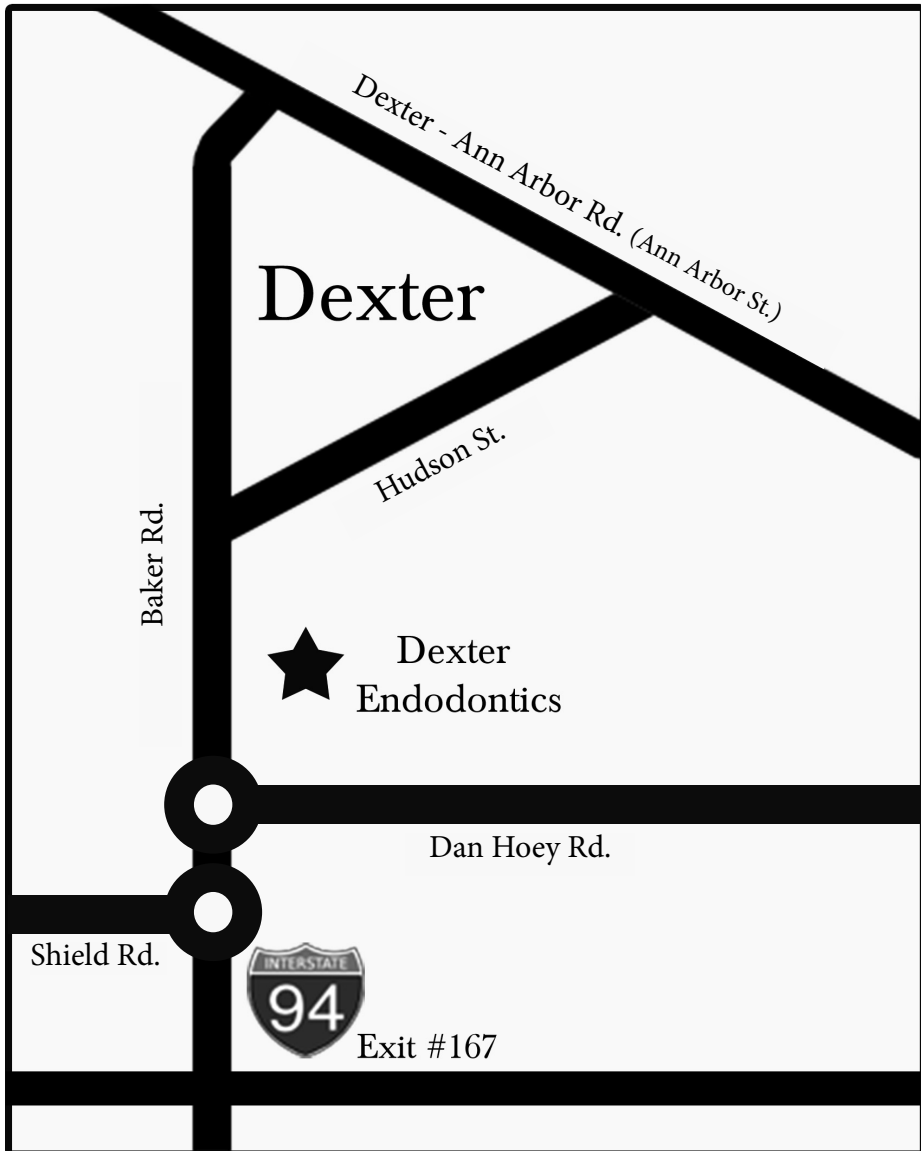 Dexter - Ann Arbor Rd. (Ann Arbor St.)
Dexter
Hudson St.
Baker Rd.
Dexter
Endodontics
Dan Hoey Rd.
Shield Rd.
INTERSTATE
94
Exit #167